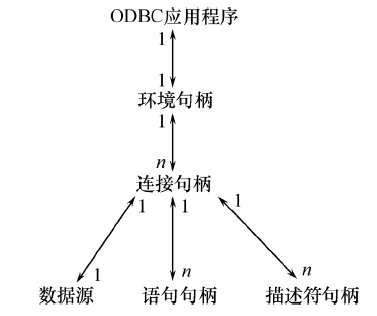 ODBC应用程序
1
1
环境句柄
1
n
连接句柄
1 1 1
1 n n
数据源 语句句柄 描述符句柄